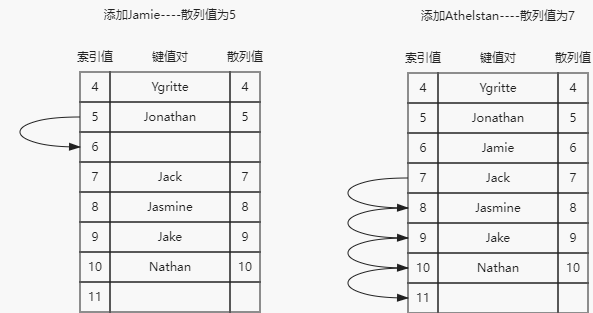 添加Jamie----散列值为5
索引值 键值对 散列值
4 Ygritte 4
5 Jonathan 5
6
7 Jack 7
8 Jasmine 8
9 Jake 9
10 Nathan 10
11
添加Athelstan----散列值为7
索引值 键值对 散列值
4 Ygritte 4
5 Jonathan 5
6 Jamie 6
7 Jack 7
8 Jasmine 8
9 Jake 9
10 Nathan 10
11